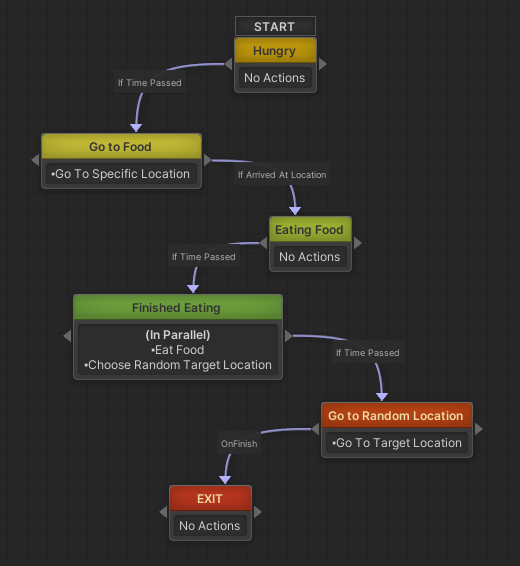 START
Hungry
No Actions
If Time Passed
Go to Food
▪Go To Specific Location
If Arrived At Location
Eating Food
No Actions
If Time Passed
Finished Eating
(In Parallel)
▪Eat Food
▪Choose Random Target Location
If Time Passed
Go to Random Location
▪Go To Target Location
OnFinish
EXIT
No Actions